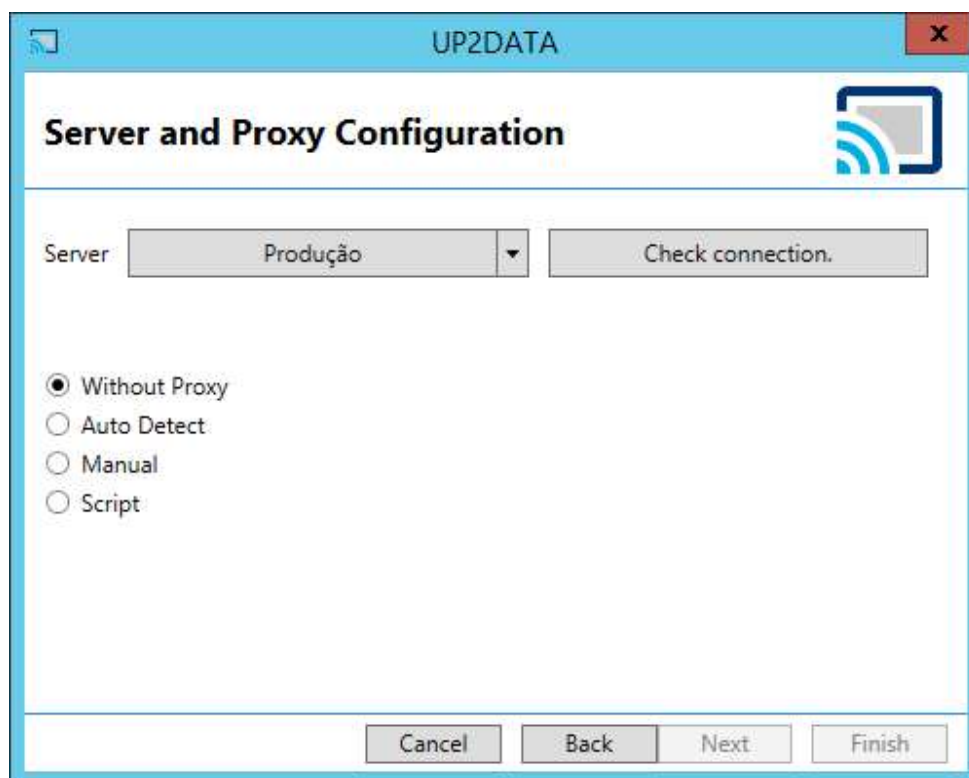 UP2DATA
x
Server and Proxy Configuration
Server Produção Check connection.
Without Proxy
Auto Detect
Manual
Script
Cancel Back Next Finish